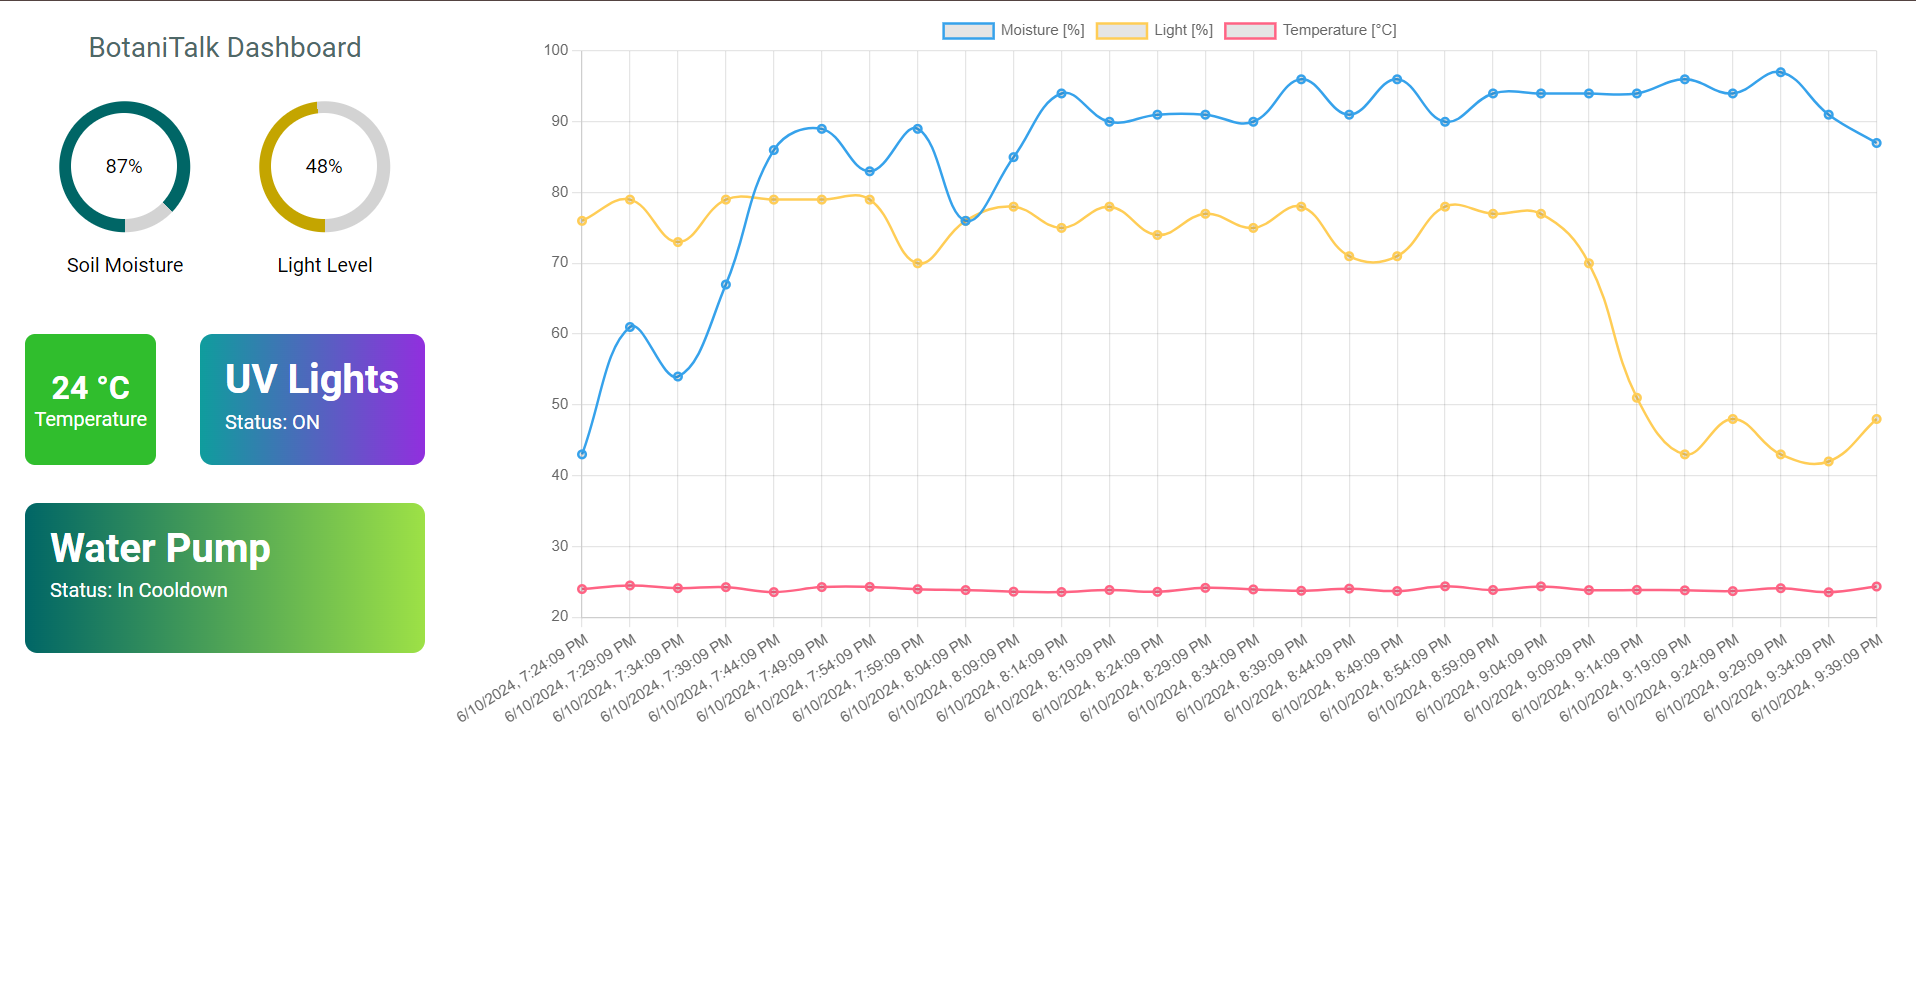 BotaniTalk Dashboard
87%
48%
Soil Moisture
Light Level
24 °C
Temperature
UV Lights
Status: ON
Water Pump
Status: In Cooldown
Moisture [%]
Light [%]
Temperature [°C]
100
90
80
70
60
50
40
30
20
6/10/2024, 7:24:09 PM
6/10/2024, 7:29:09 PM
6/10/2024, 7:34:09 PM
6/10/2024, 7:39:09 PM
6/10/2024, 7:44:09 PM
6/10/2024, 7:49:09 PM
6/10/2024, 7:54:09 PM
6/10/2024, 7:59:09 PM
6/10/2024, 8:04:09 PM
6/10/2024, 8:09:09 PM
6/10/2024, 8:14:09 PM
6/10/2024, 8:19:09 PM
6/10/2024, 8:24:09 PM
6/10/2024, 8:29:09 PM
6/10/2024, 8:34:09 PM
6/10/2024, 8:39:09 PM
6/10/2024, 8:44:09 PM
6/10/2024, 8:49:09 PM
6/10/2024, 8:54:09 PM
6/10/2024, 8:59:09 PM
6/10/2024, 9:04:09 PM
6/10/2024, 9:09:09 PM
6/10/2024, 9:14:09 PM
6/10/2024, 9:19:09 PM
6/10/2024, 9:24:09 PM
6/10/2024, 9:29:09 PM
6/10/2024, 9:34:09 PM
6/10/2024, 9:39:09 PM